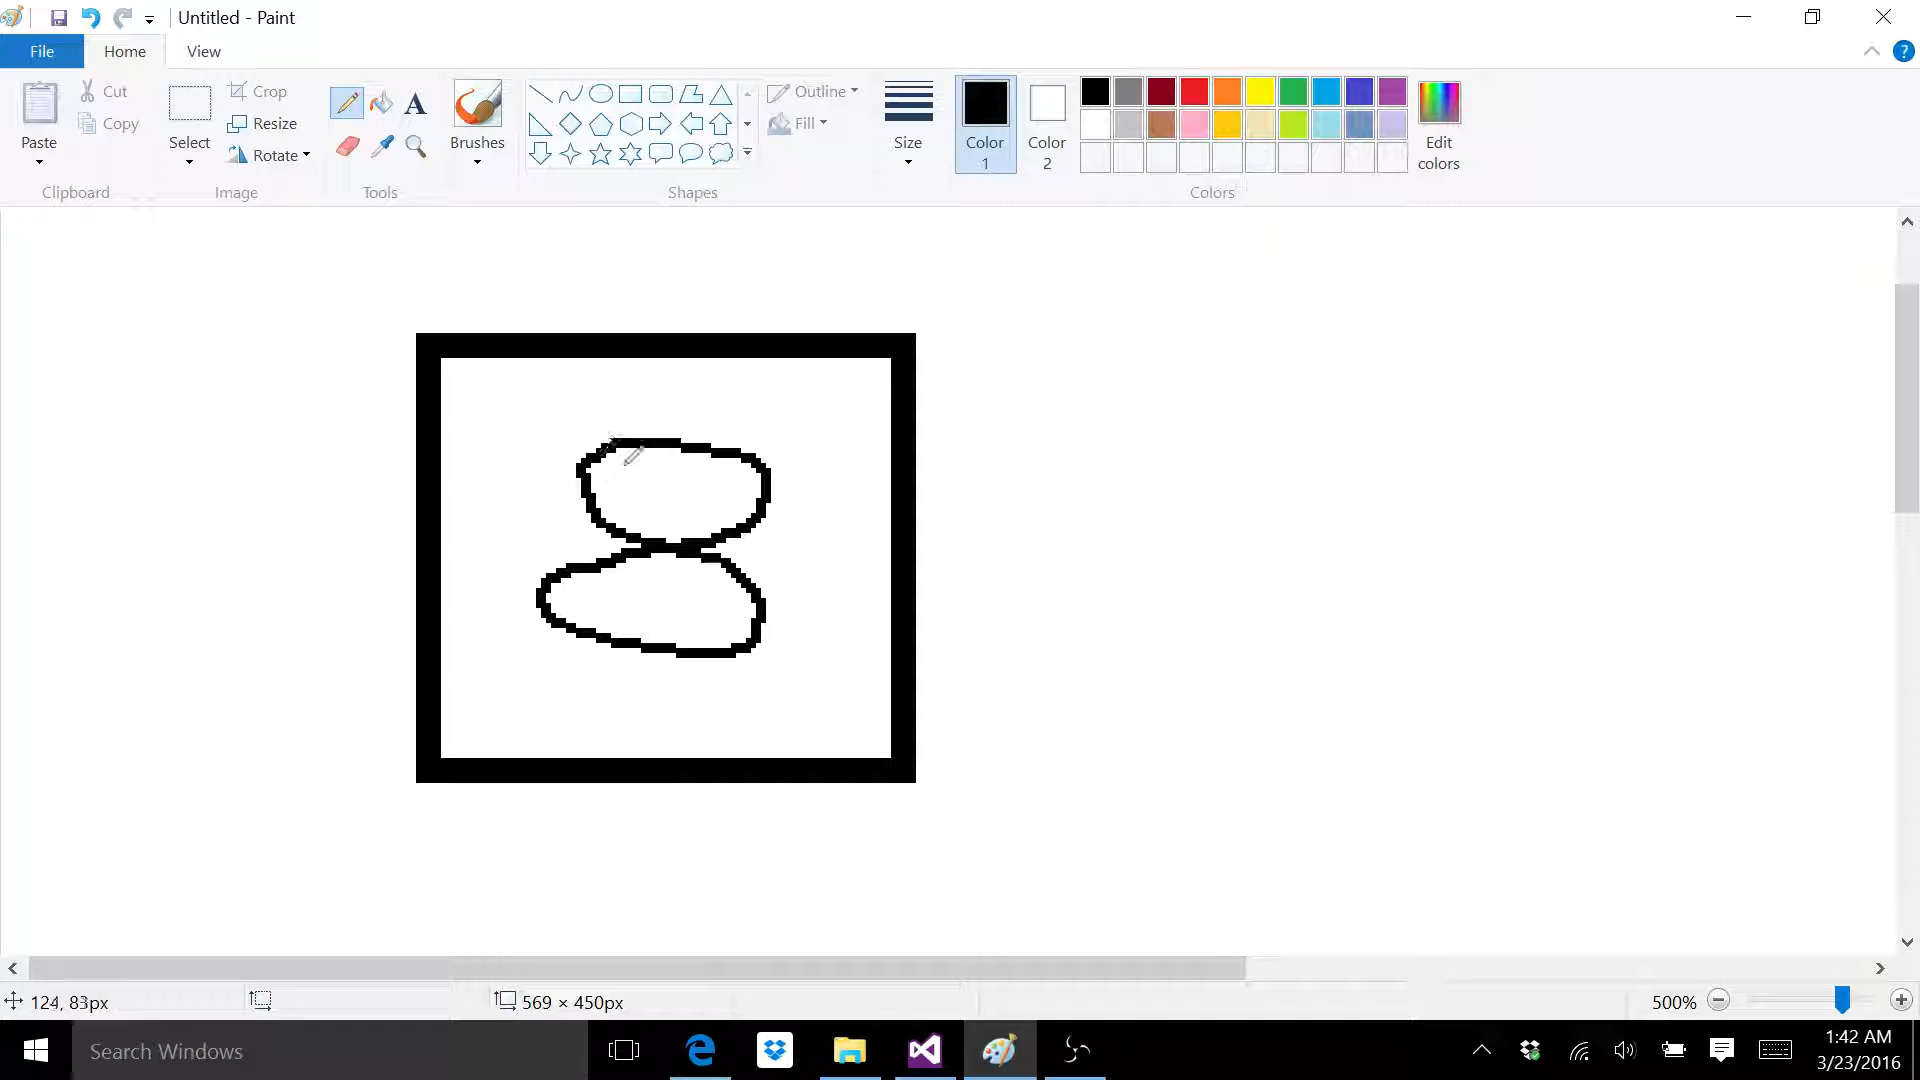 Untitled - Paint
File Home View
Cut
Copy
Paste
Clipboard
Select
Crop
Resize
Rotate
Image
A
Tools
Brushes
Shapes
Outline
Fill
Size
Color
1
Color
2
Colors
Edit
colors
?
8
124, 83px
569 × 450px
500%
Search Windows
1:42 AM
3/23/2016